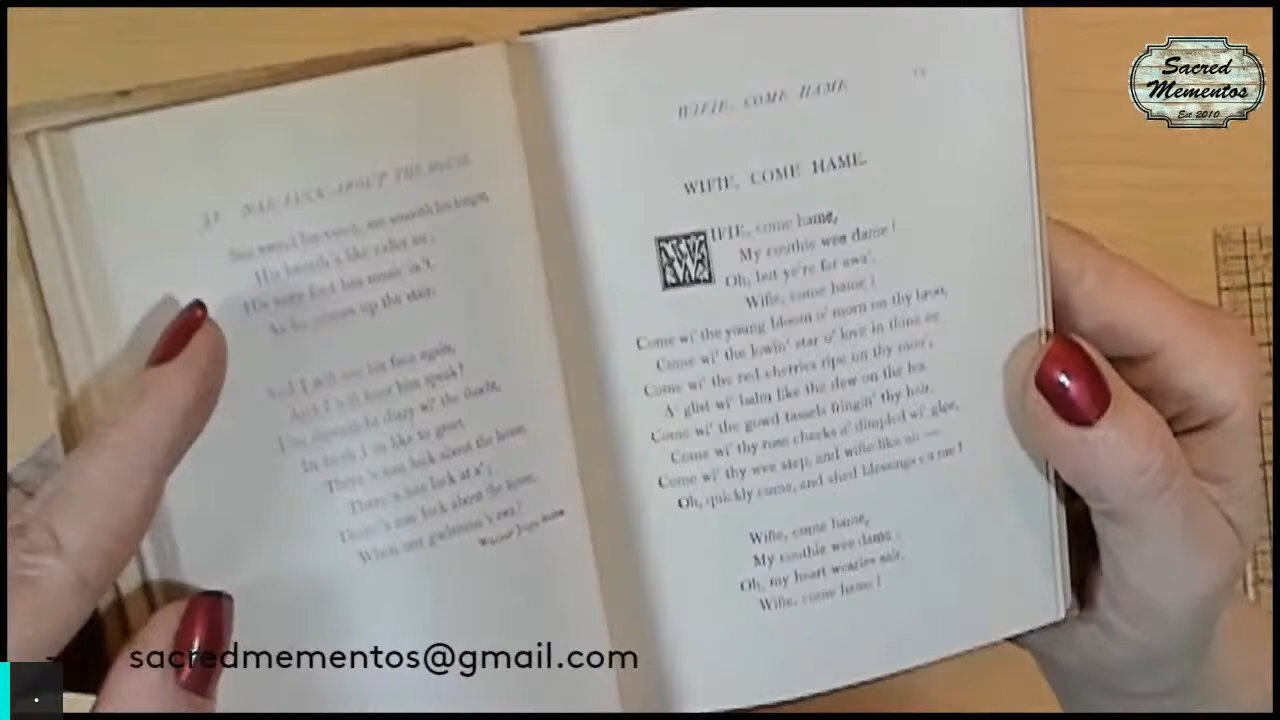 NAE LUCK ABOUT THE HOUSE
His breath's like caller air;
His very foot has music in't,
As he comes up the stair.
And I will see his face again,
And I will hear him speak?
I'm downricht dizzy wi' the thocht,
In troth I'm like to greet.
There's nae luck about the house,
There's nae luck at a';
There's nae luck about the house,
When our gudeman's awa!
WIFIE, COME HAME
WIFIE, COME HAME.
WIFIE, come hame,
My couthie wee dame!
Oh, but ye're far awa',
Wifie, come hame!
Come wi' the young bloom o' morn on thy broo,
Come wi' the lowin' star o' love in thine ee
Come wi' the red cherries ripe on thy mou',
A' glist wi' balm like the dew on the lea.
Come wi' the gowd tassels fringin' thy hair,
Come wi' thy rose cheeks a' dimpled wi' glee,
Come wi' thy wee step, and wifie-like air—
Oh, quickly come, and shed blessings on me!
Wifie, come hame,
My couthie wee dame
Oh, my heart wearies sair,
Wifie, come hame!
Sacred
Mementos
Est 2010
sacredmementos@gmail.com